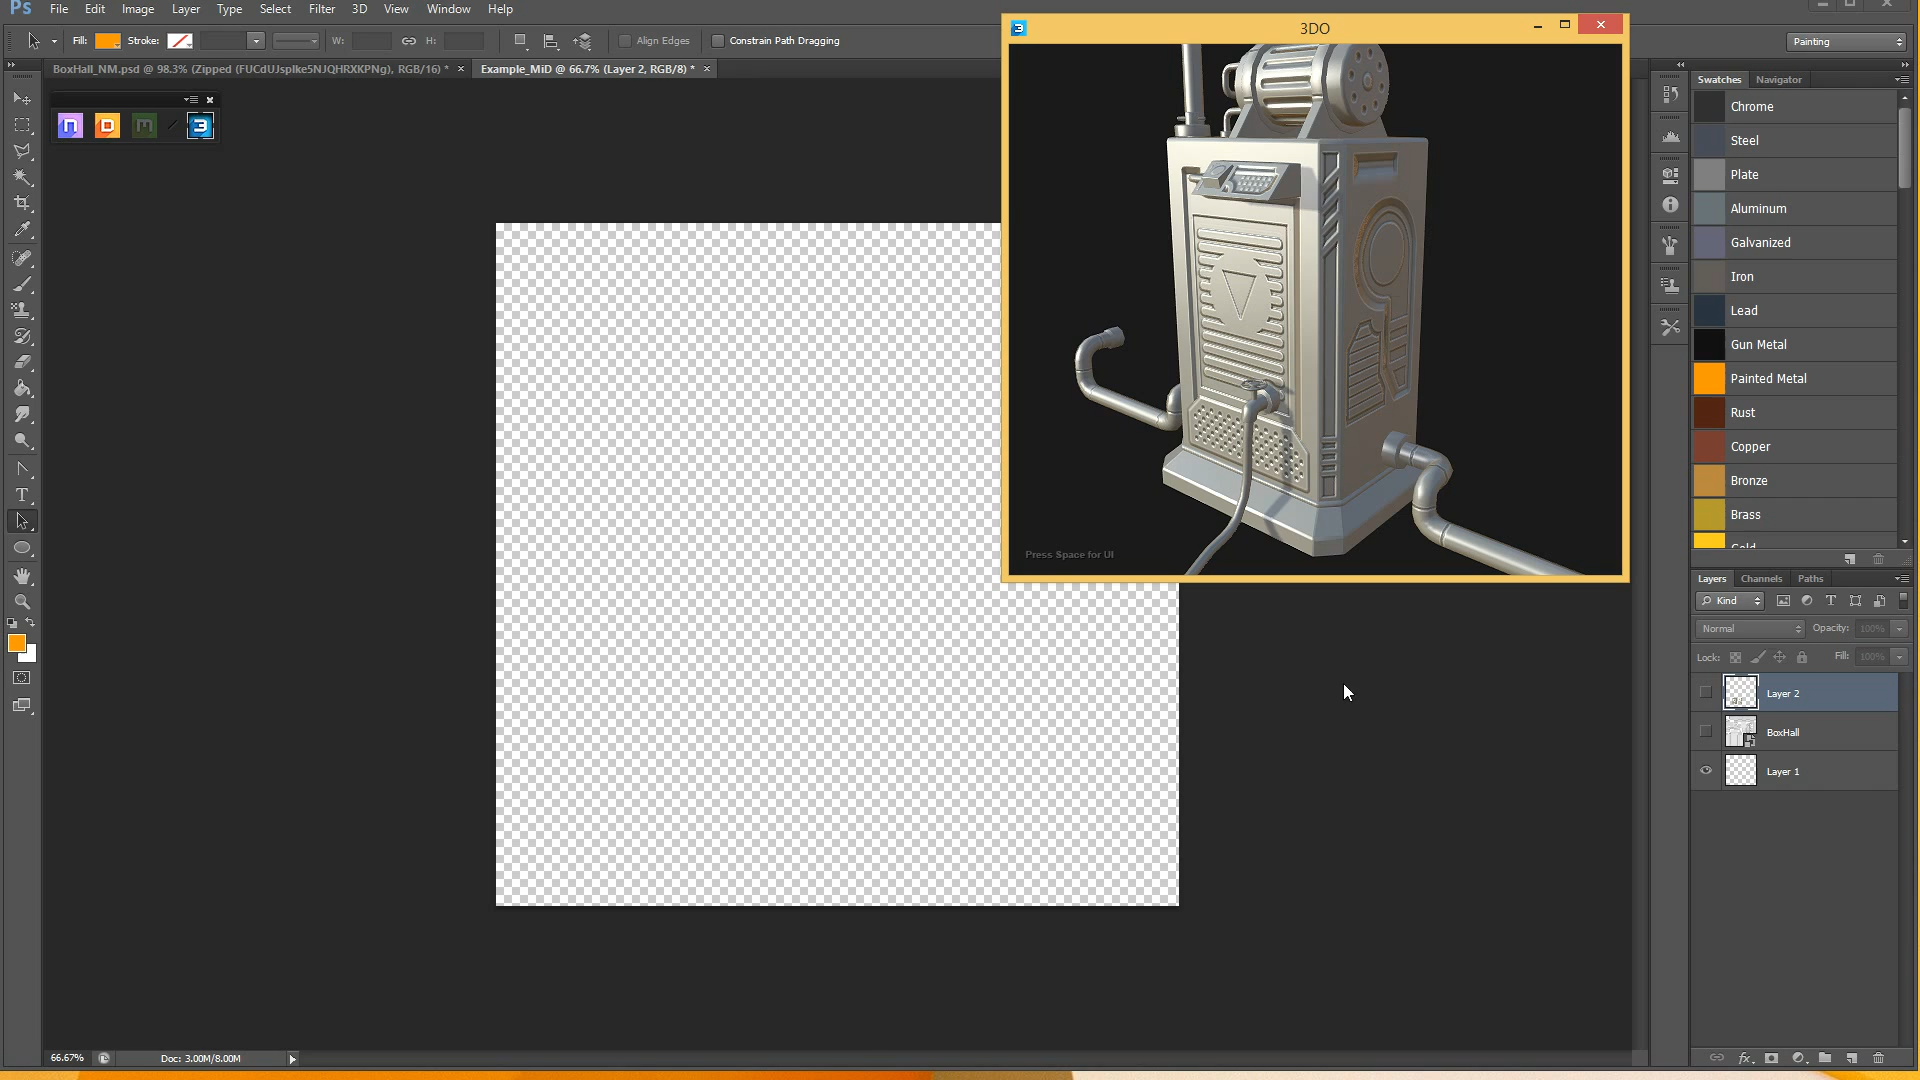 Ps File Edit Image Layer Type Select Filter 3D View Window Help
Fill: Stroke: W: H: Align Edges Constrain Path Dragging
3DO
Painting
BoxHall_NM.psd @ 98.3% (Zipped (FUCdUJsplke5NJQHRXKPNg), RGB/16) *
Example_MiD @ 66.7% (Layer 2, RGB/8) *
n D m 3
Press Space for UI
Swatches Navigator
Chrome
Steel
Plate
Aluminum
Galvanized
Iron
Lead
Gun Metal
Painted Metal
Rust
Copper
Bronze
Brass
Gold
Layers Channels Paths
Kind
Normal Opacity: 100%
Lock: Fill: 100%
Layer 2
BoxHall
Layer 1
66.67% Doc: 3.00M/8.00M